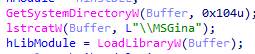 GetSystemDirectoryW(Buffer, 0x104u);
lstrcatW(Buffer, L"\\MSGina");
hLibModule = LoadLibraryW(Buffer);